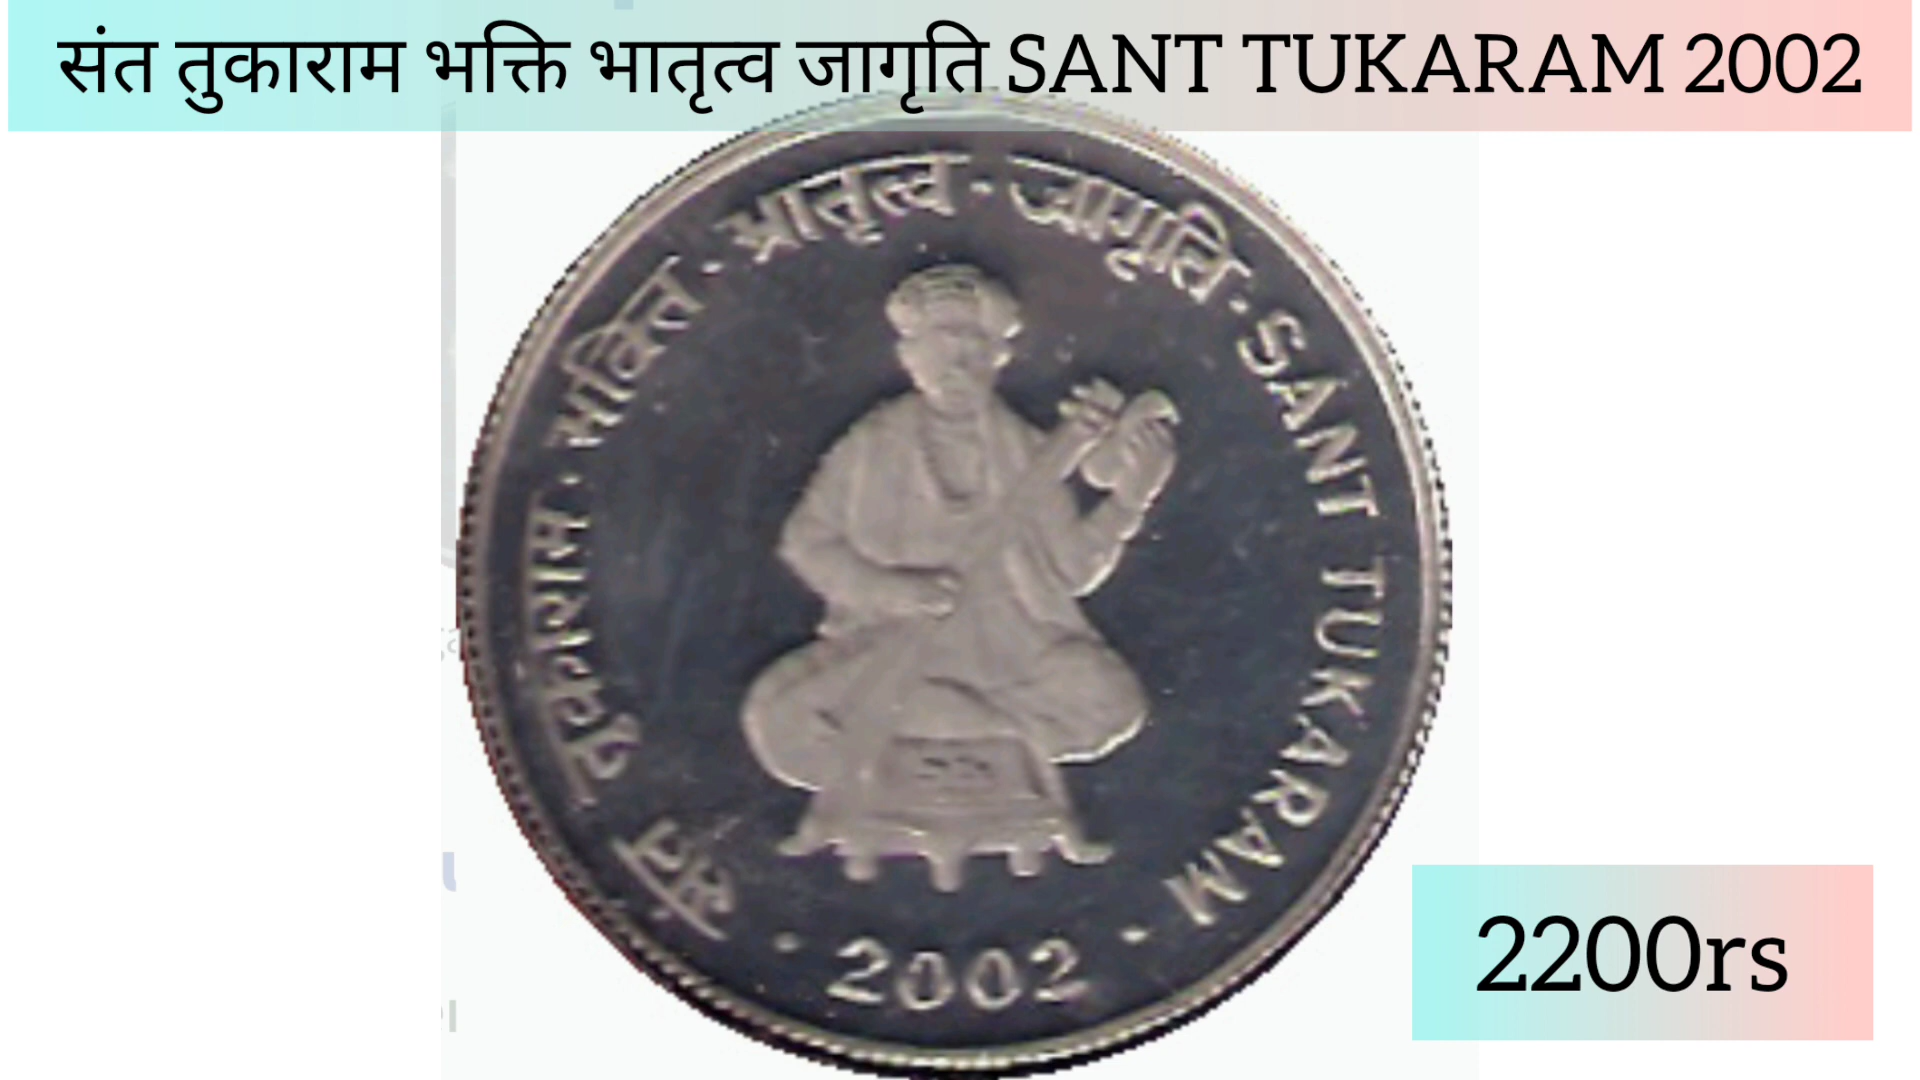 संत तुकाराम भक्ति भातृत्व जागृति SANT TUKARAM 2002
संत तुकाराम · भक्ति · भ्रातृत्व · जागृति · SANT TUKARAM ·
· 2002 ·
2200rs